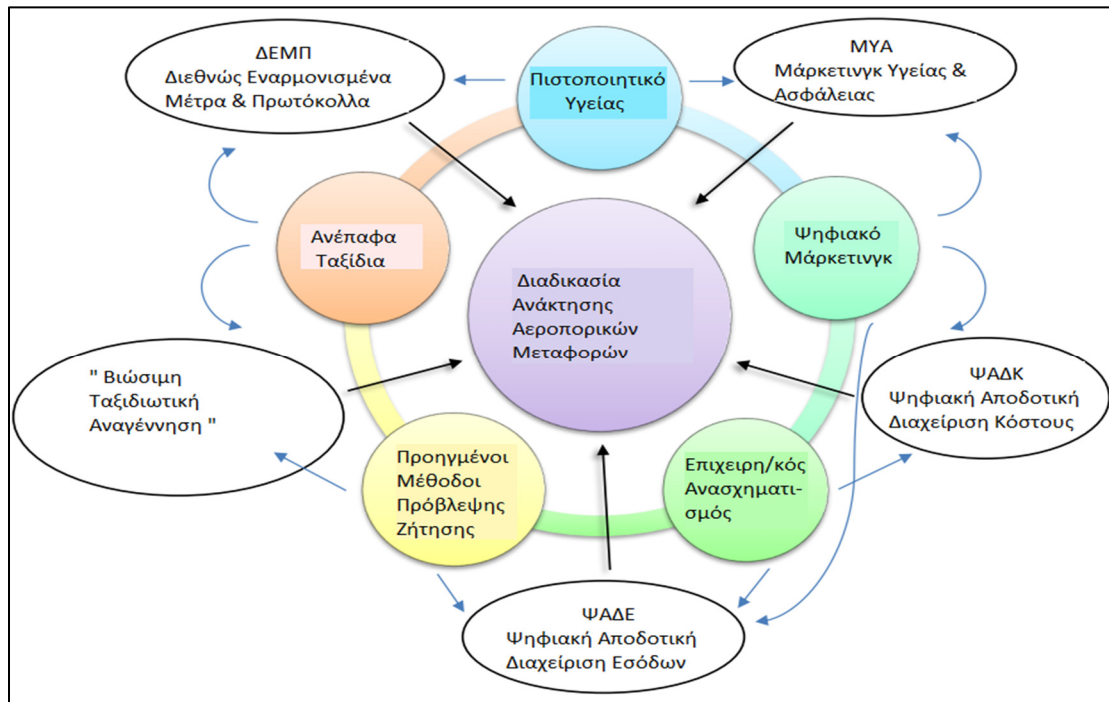 ΔΕΜΠ
Διεθνώς Εναρμονισμένα
Μέτρα & Πρωτόκολλα
Πιστοποιητικό
Υγείας
ΜΥΑ
Μάρκετινγκ Υγείας &
Ασφάλειας
Ανέπαφα
Ταξίδια
Διαδικασία
Ανάκτησης
Αεροπορικών
Μεταφορών
Ψηφιακό
Μάρκετινγκ
" Βιώσιμη
Ταξιδιωτική
Αναγέννηση "
ΨΑΔΚ
Ψηφιακή Αποδοτική
Διαχείριση Κόστους
Προηγμένοι
Μέθοδοι
Πρόβλεψης
Ζήτησης
Επιχειρη/κός
Ανασχηματι-
σμός
ΨΑΔΕ
Ψηφιακή Αποδοτική
Διαχείριση Εσόδων